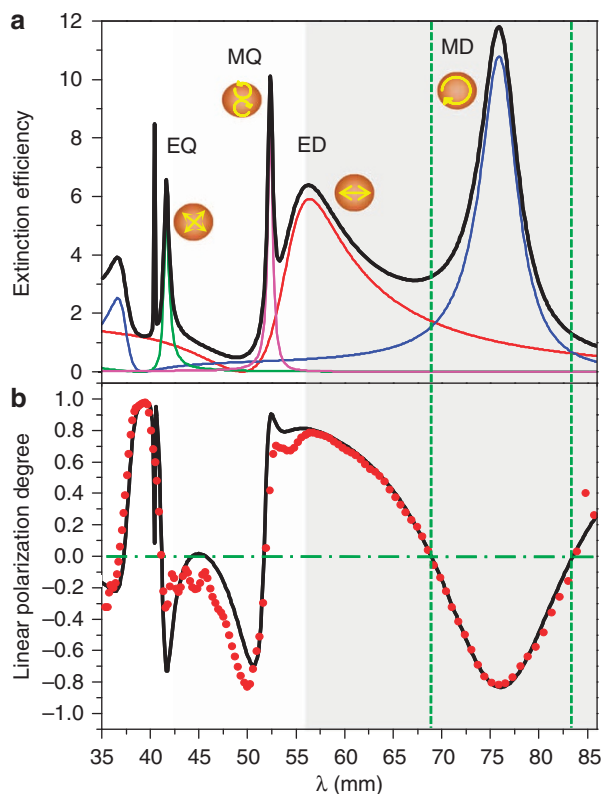 a
12
10
8
6
4
2
0
Extinction efficiency
EQ
MQ
ED
MD
b
1.0
0.8
0.6
0.4
0.2
0.0
−0.2
−0.4
−0.6
−0.8
−1.0
Linear polarization degree
35 40 45 50 55 60 65 70 75 80 85
λ (mm)